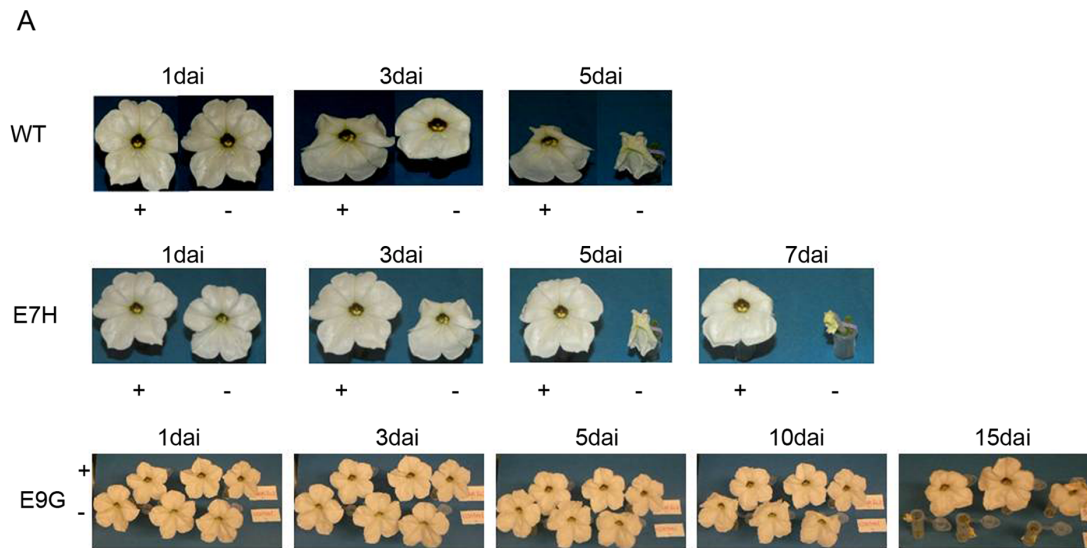 A
1dai 3dai 5dai
WT
+ - + - + -
1dai 3dai 5dai 7dai
E7H
+ - + - + - + -
1dai 3dai 5dai 10dai 15dai
+
E9G
-